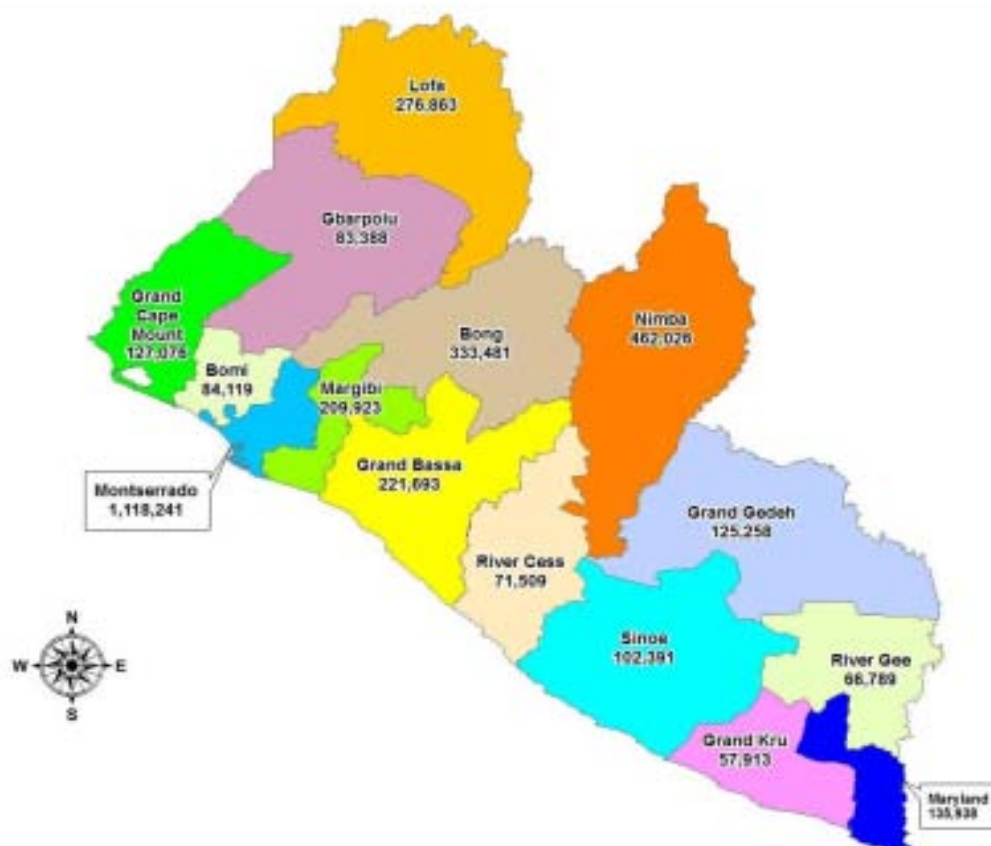 Lofa
276,863
Gbarpolu
83,388
Grand
Cape
Mount
127,076
Bomi
84,119
Bong
333,481
Nimba
462,026
Margibi
209,923
Montserrado
1,118,241
Grand Bassa
221,693
Grand Gedeh
125,258
River Cess
71,509
Sinoe
102,391
River Gee
66,789
Grand Kru
57,913
Maryland
135,938
N
W
E
S